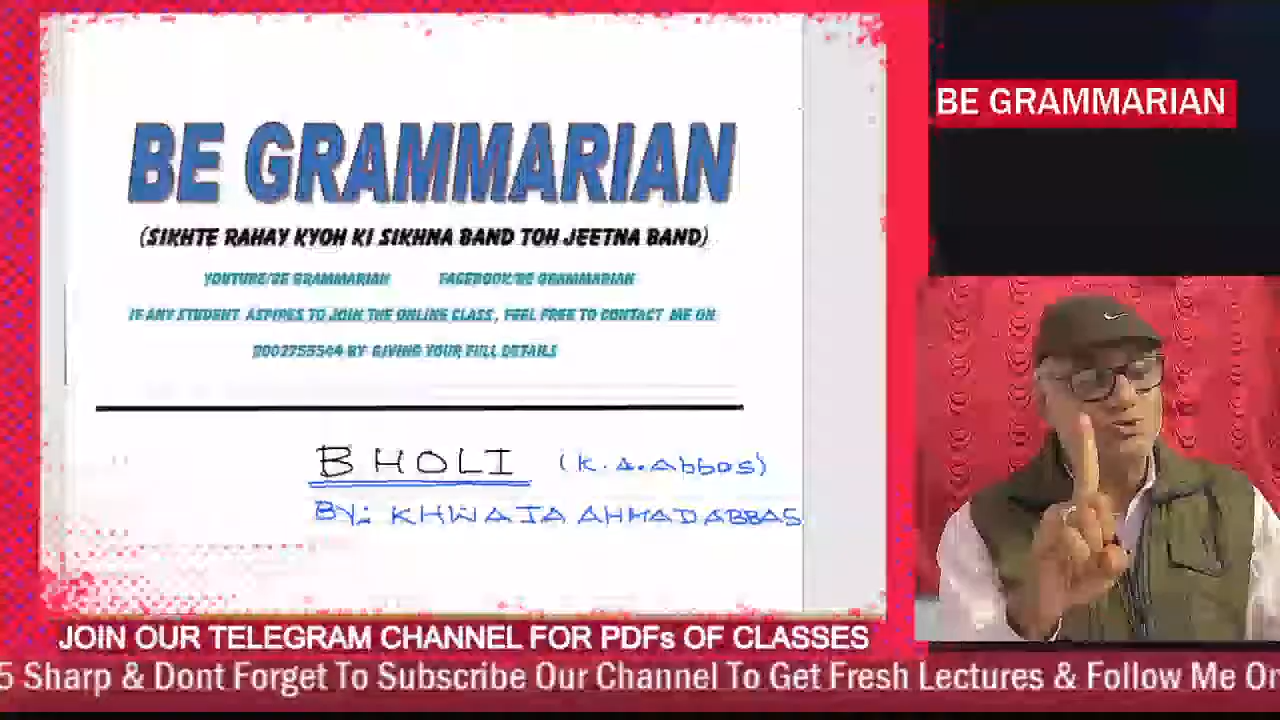 BE GRAMMARIAN
(SIKHTE RAHAY KYOH KI SIKHNA BAND TOH JEETNA BAND)
YOUTUBE/BE GRAMMARIAN FACEBOOK/BE GRAMMARIAN
IF ANY STUDENT ASPIRES TO JOIN THE ONLINE CLASS, FEEL FREE TO CONTACT ME ON
BY GIVING YOUR FULL DETAILS
BHOLI (K.A.Abbas)
BY: KHWAJA AHMAD ABBAS
BE GRAMMARIAN
JOIN OUR TELEGRAM CHANNEL FOR PDFs OF CLASSES
5 Sharp & Dont Forget To Subscribe Our Channel To Get Fresh Lectures & Follow Me On